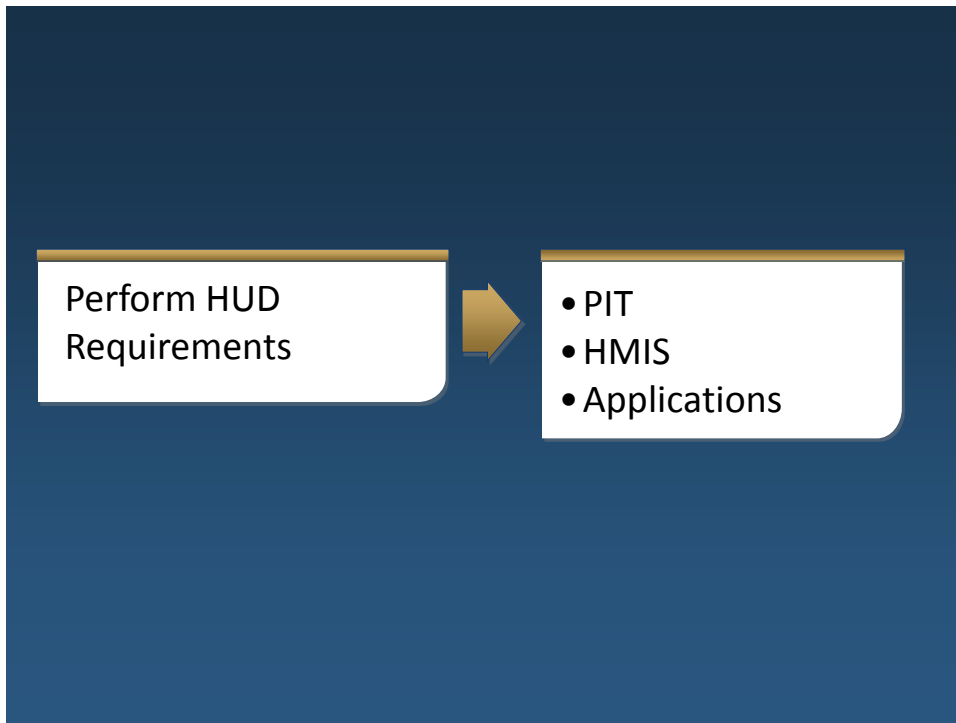 Perform HUD
Requirements
• PIT
• HMIS
• Applications